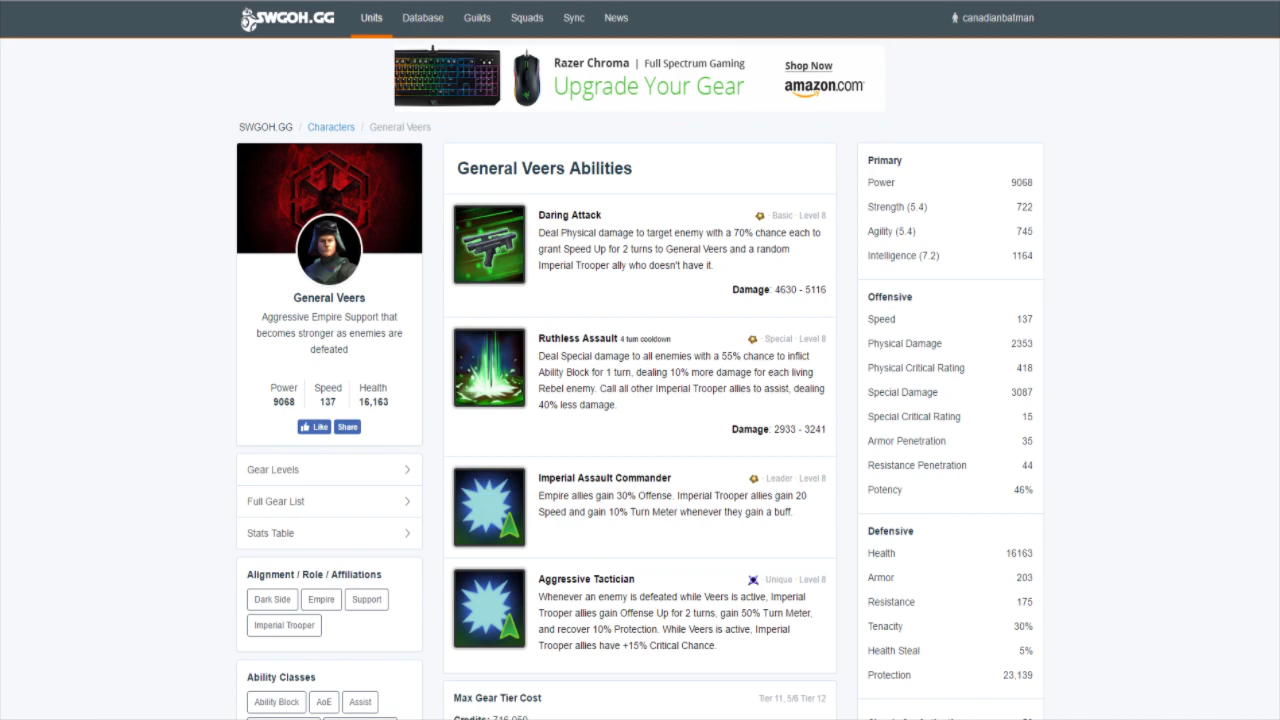 SWGOH.GG
Units
Database
Guilds
Squads
Sync
News
canadianbatman
Razer Chroma | Full Spectrum Gaming
Upgrade Your Gear
Shop Now
amazon.com
SWGOH.GG / Characters / General Veers
General Veers
Aggressive Empire Support that
becomes stronger as enemies are
defeated
Power Speed Health
9068 137 16,163
Like Share
Gear Levels
Full Gear List
Stats Table
Alignment / Role / Affiliations
Dark Side Empire Support
Imperial Trooper
Ability Classes
Ability Block AoE Assist
General Veers Abilities
Daring Attack · Basic · Level 8
Deal Physical damage to target enemy with a 70% chance each to
grant Speed Up for 2 turns to General Veers and a random
Imperial Trooper ally who doesn't have it.
Damage: 4630 - 5116
Ruthless Assault 4 turn cooldown · Special · Level 8
Deal Special damage to all enemies with a 55% chance to inflict
Ability Block for 1 turn, dealing 10% more damage for each living
Rebel enemy. Call all other Imperial Trooper allies to assist, dealing
40% less damage.
Damage: 2933 - 3241
Imperial Assault Commander · Leader · Level 8
Empire allies gain 30% Offense. Imperial Trooper allies gain 20
Speed and gain 10% Turn Meter whenever they gain a buff.
Aggressive Tactician · Unique · Level 8
Whenever an enemy is defeated while Veers is active, Imperial
Trooper allies gain Offense Up for 2 turns, gain 50% Turn Meter,
and recover 10% Protection. While Veers is active, Imperial
Trooper allies have +15% Critical Chance.
Max Gear Tier Cost Tier 11, 5/6 Tier 12
Credits: 716,050
Primary
Power 9068
Strength (5.4) 722
Agility (5.4) 745
Intelligence (7.2) 1164
Offensive
Speed 137
Physical Damage 2353
Physical Critical Rating 418
Special Damage 3087
Special Critical Rating 15
Armor Penetration 35
Resistance Penetration 44
Potency 46%
Defensive
Health 16163
Armor 203
Resistance 175
Tenacity 30%
Health Steal 5%
Protection 23,139